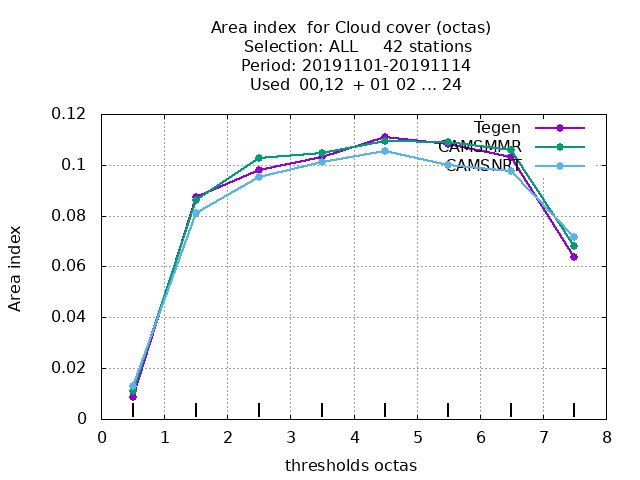 Area index  for Cloud cover (octas)
Selection: ALL     42 stations
Period: 20191101-20191114
Used  00,12  + 01 02 ... 24
0.12
Tegen
CAMSMMR
CAMSNRT
0.1
0.08
0.06
0.04
0.02
0
Area index
0 1 2 3 4 5 6 7 8
thresholds octas